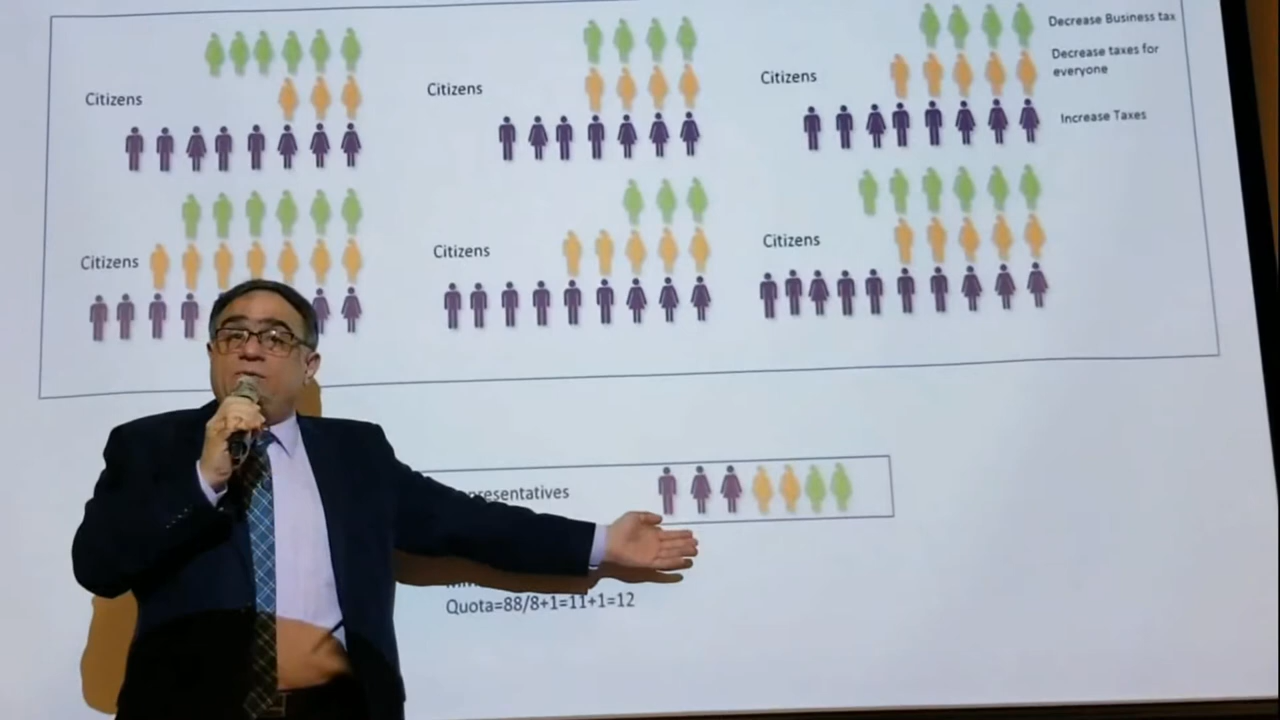 Decrease Business tax
Decrease taxes for
everyone
Citizens
Citizens
Citizens
Increase Taxes
Citizens
Citizens
Citizens
presentatives
Quota=88/8+1=11+1=12